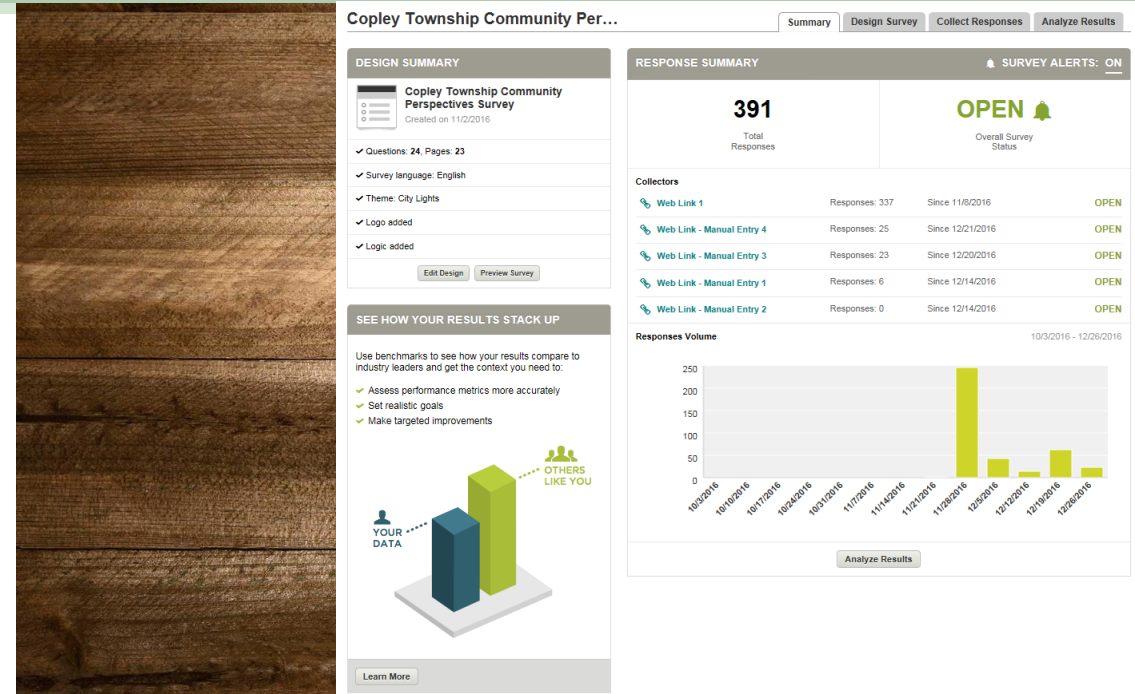 Copley Township Community Per...
Summary
Design Survey
Collect Responses
Analyze Results
DESIGN SUMMARY
Copley Township Community
Perspectives Survey
Created on 11/2/2016
Questions: 24, Pages: 23
Survey language: English
Theme: City Lights
Logo added
Logic added
Edit Design
Preview Survey
SEE HOW YOUR RESULTS STACK UP
Use benchmarks to see how your results compare to
industry leaders and get the context you need to:
Assess performance metrics more accurately
Set realistic goals
Make targeted improvements
OTHERS
LIKE YOU
YOUR
DATA
Learn More
RESPONSE SUMMARY
SURVEY ALERTS: ON
391
Total
Responses
OPEN
Overall Survey
Status
Collectors
Web Link 1 Responses: 337 Since 11/8/2016 OPEN
Web Link - Manual Entry 4 Responses: 25 Since 12/21/2016 OPEN
Web Link - Manual Entry 3 Responses: 23 Since 12/20/2016 OPEN
Web Link - Manual Entry 1 Responses: 6 Since 12/14/2016 OPEN
Web Link - Manual Entry 2 Responses: 0 Since 12/14/2016 OPEN
Responses Volume 10/3/2016 - 12/26/2016
250
200
150
100
50
0
10/3/2016
10/10/2016
10/17/2016
10/24/2016
10/31/2016
11/7/2016
11/14/2016
11/21/2016
11/28/2016
12/5/2016
12/12/2016
12/19/2016
12/26/2016
Analyze Results